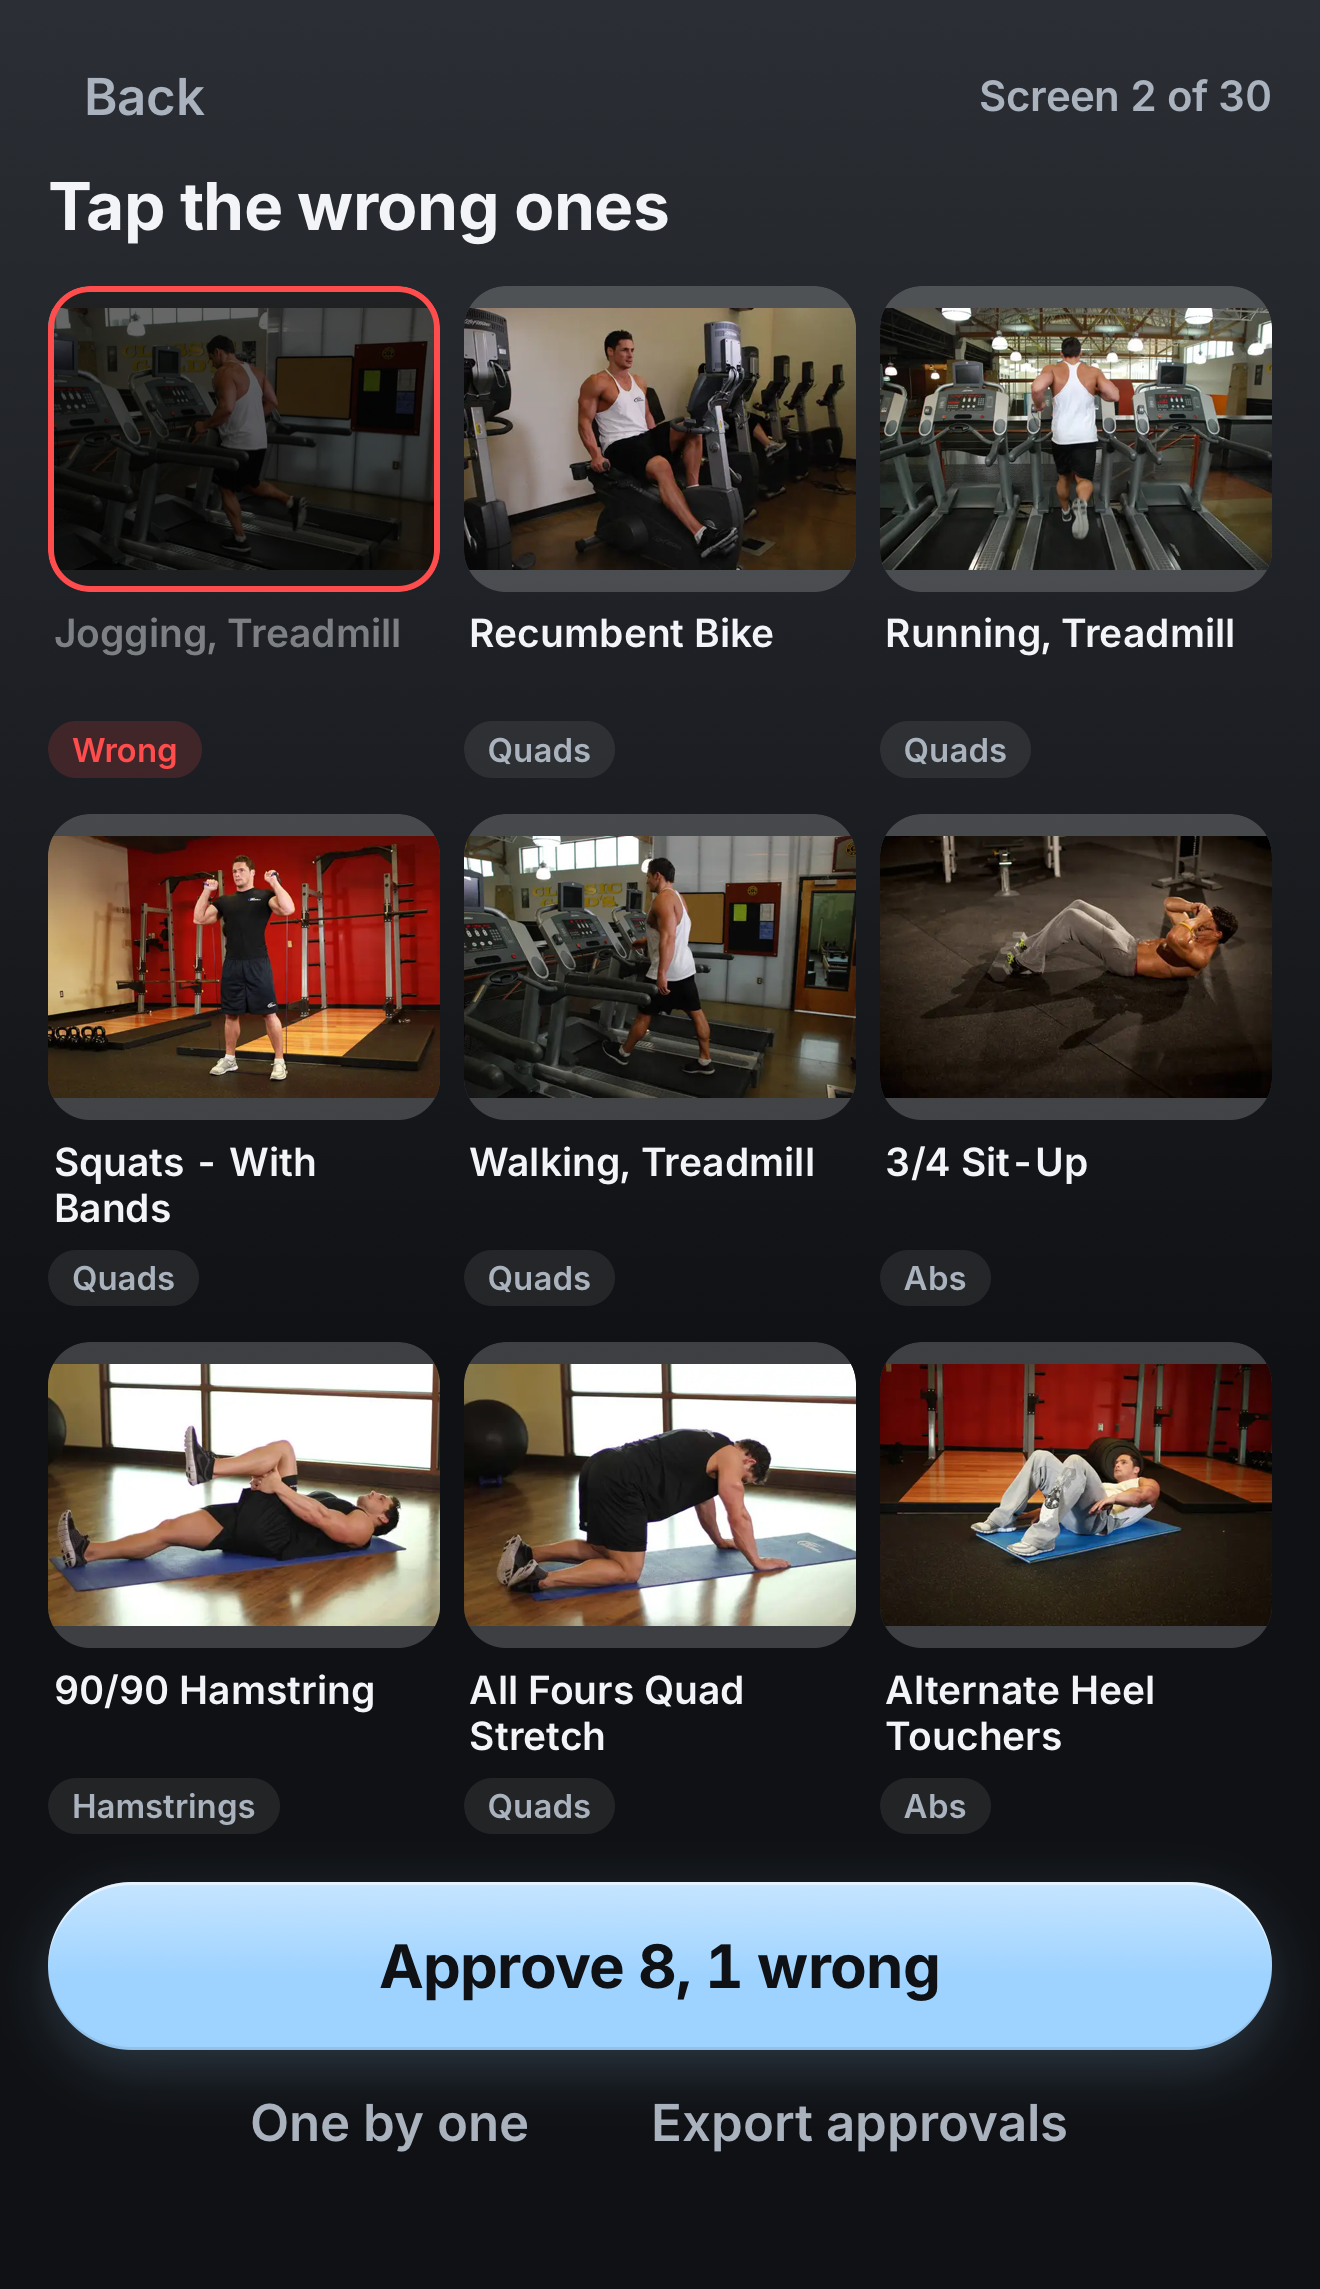 Back
Screen 2 of 30
Tap the wrong ones
Jogging, Treadmill
Recumbent Bike
Running, Treadmill
Wrong
Quads
Quads
Squats - With
Bands
Walking, Treadmill
3/4 Sit-Up
Quads
Quads
Abs
90/90 Hamstring
All Fours Quad
Stretch
Alternate Heel
Touchers
Hamstrings
Quads
Abs
Approve 8, 1 wrong
One by one
Export approvals